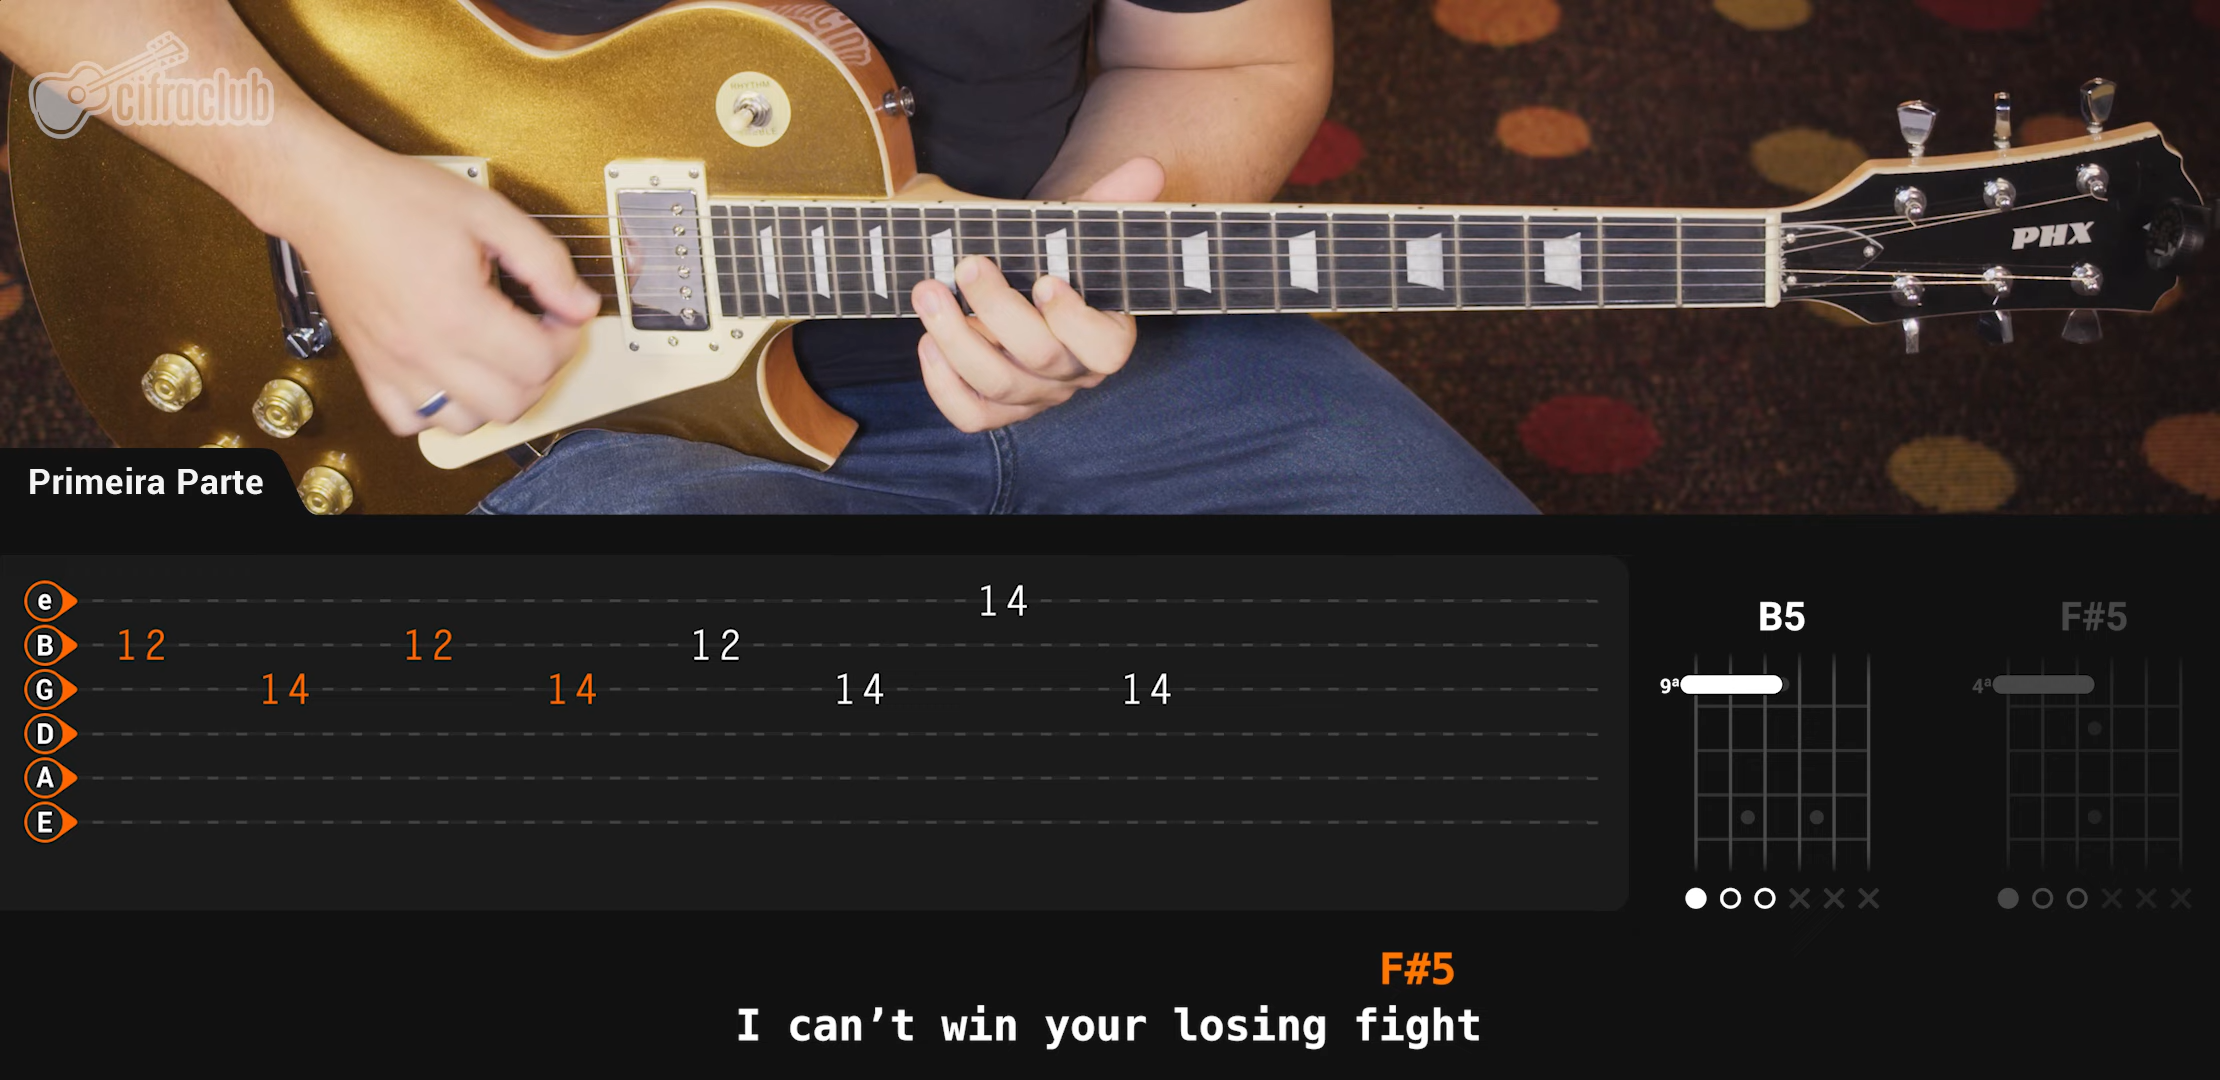 cifraclub
RHYTHM
PHX
Primeira Parte
e 14
B 12 12 12
G 14 14 14 14
D
A
E
B5 F#5
9ª 4ª
F#5
I can’t win your losing fight